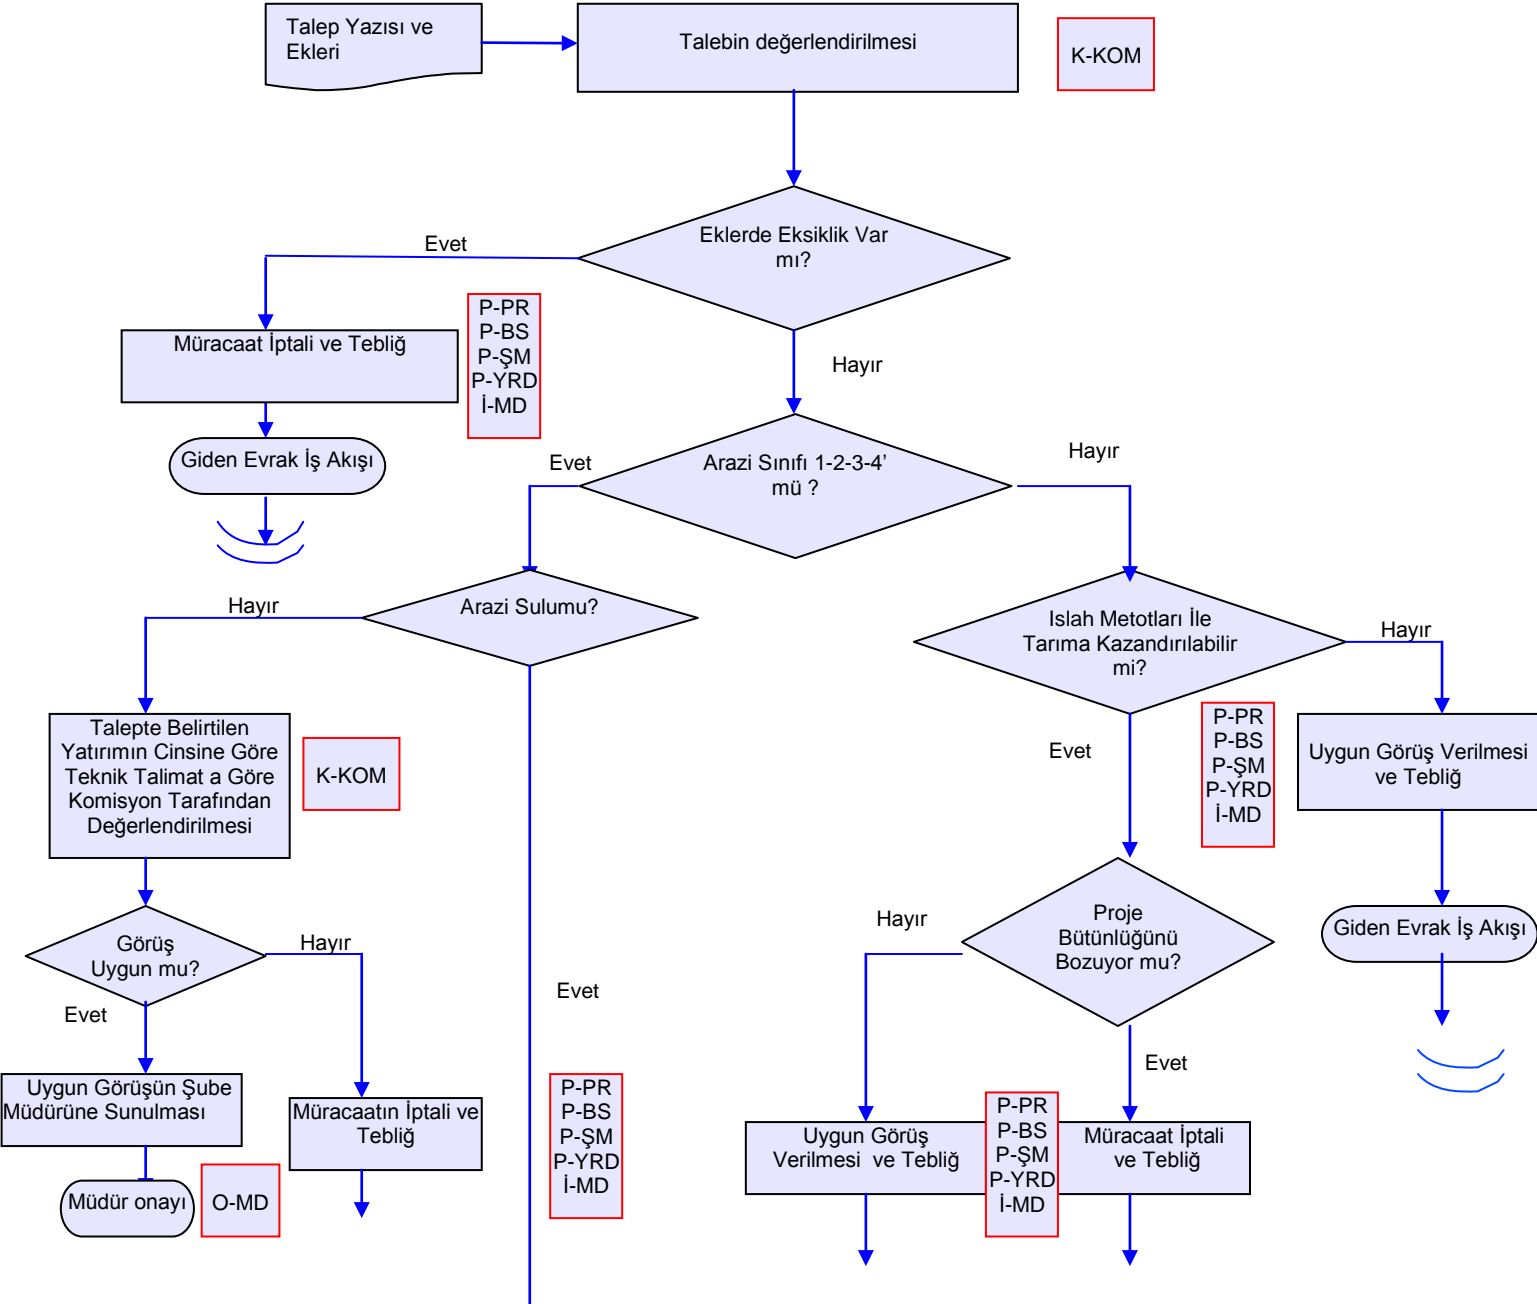 Talep Yazısı ve
Ekleri
Talebin değerlendirilmesi
K-KOM
Eklerde Eksiklik Var
mı?
Evet
Hayır
Müracaat İptali ve Tebliğ
P-PR
P-BS
P-ŞM
P-YRD
İ-MD
Giden Evrak İş Akışı
Arazi Sınıfı 1-2-3-4’
mü ?
Evet
Hayır
Arazi Sulumu?
Hayır
Islah Metotları İle
Tarıma Kazandırılabilir
mi?
Hayır
Talepte Belirtilen
Yatırımın Cinsine Göre
Teknik Talimat a Göre
Komisyon Tarafından
Değerlendirilmesi
K-KOM
Evet
P-PR
P-BS
P-ŞM
P-YRD
İ-MD
Uygun Görüş Verilmesi
ve Tebliğ
Görüş
Uygun mu?
Hayır
Evet
Evet
Hayır
Proje
Bütünlüğünü
Bozuyor mu?
Giden Evrak İş Akışı
Evet
Uygun Görüşün Şube
Müdürüne Sunulması
Müracaatın İptali ve
Tebliğ
P-PR
P-BS
P-ŞM
P-YRD
İ-MD
Uygun Görüş
Verilmesi ve Tebliğ
P-PR
P-BS
P-ŞM
P-YRD
İ-MD
Müracaat İptali
ve Tebliğ
Müdür onayı
O-MD